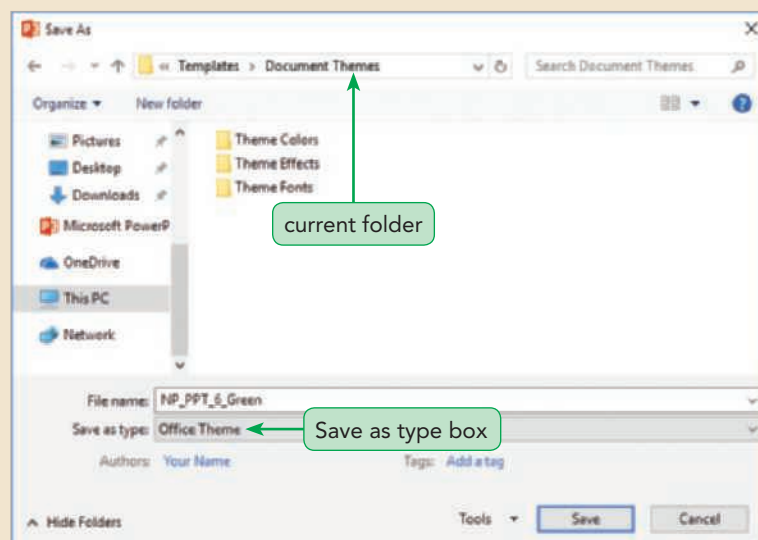 Save As
« Templates > Document Themes
Search Document Themes
Organize
New folder
Pictures
Desktop
Downloads
Microsoft PowerP
OneDrive
This PC
Network
Theme Colors
Theme Effects
Theme Fonts
current folder
File name: NP_PPT_6_Green
Save as type: Office Theme
Save as type box
Authors: Your Name
Tags: Add a tag
Hide Folders
Tools
Save
Cancel